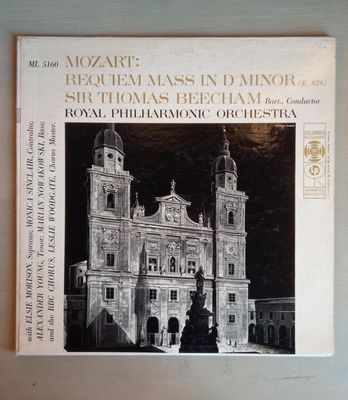 ML 5160
MOZART:
REQUIEM MASS IN D MINOR (K. 626)
SIR THOMAS BEECHAM Bart., Conductor
ROYAL PHILHARMONIC ORCHESTRA
with ELSIE MORISON, Soprano; MONICA SINCLAIR, Contralto;
ALEXANDER YOUNG, Tenor; MARIAN NOWAKOWSKI, Bass;
and the BBC CHORUS, LESLIE WOODGATE, Chorus Master.
COLUMBIA